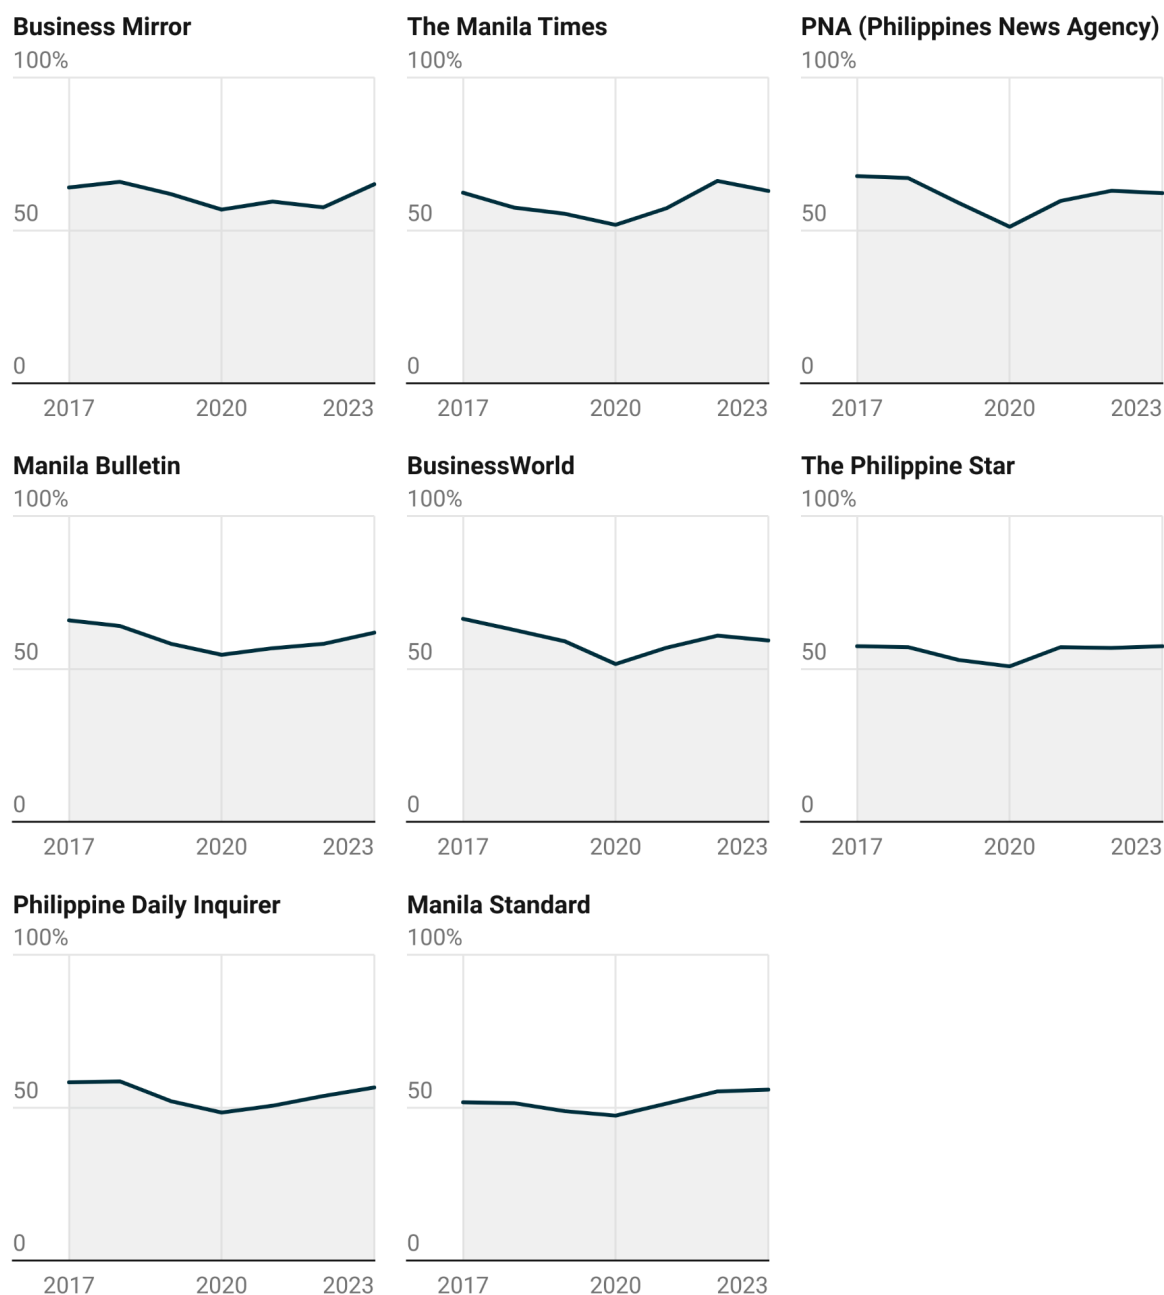 Business Mirror
100%
50
0
2017 2020 2023
The Manila Times
100%
50
0
2017 2020 2023
PNA (Philippines News Agency)
100%
50
0
2017 2020 2023
Manila Bulletin
100%
50
0
2017 2020 2023
BusinessWorld
100%
50
0
2017 2020 2023
The Philippine Star
100%
50
0
2017 2020 2023
Philippine Daily Inquirer
100%
50
0
2017 2020 2023
Manila Standard
100%
50
0
2017 2020 2023